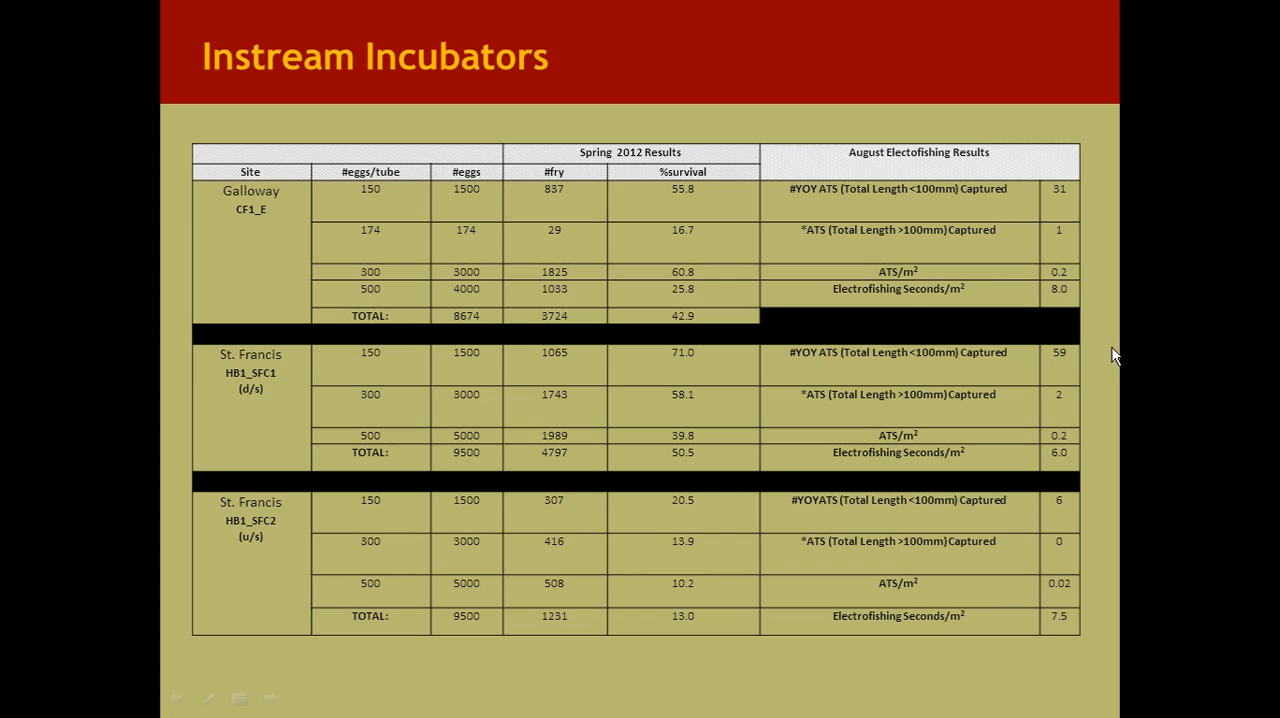 Instream Incubators
Spring 2012 Results August Electofishing Results
Site #eggs/tube #eggs #fry %survival
Galloway 150 1500 837 55.8 #YOY ATS (Total Length <100mm) Captured 31
CF1_E
174 174 29 16.7 *ATS (Total Length >100mm) Captured 1
300 3000 1825 60.8 ATS/m² 0.2
500 4000 1033 25.8 Electrofishing Seconds/m² 8.0
TOTAL: 8674 3724 42.9
St. Francis 150 1500 1065 71.0 #YOY ATS (Total Length <100mm) Captured 59
HB1_SFC1
(d/s) 300 3000 1743 58.1 *ATS (Total Length >100mm) Captured 2
500 5000 1989 39.8 ATS/m² 0.2
TOTAL: 9500 4797 50.5 Electrofishing Seconds/m² 6.0
St. Francis 150 1500 307 20.5 #YOYATS (Total Length <100mm) Captured 6
HB1_SFC2
(u/s) 300 3000 416 13.9 *ATS (Total Length >100mm) Captured 0
500 5000 508 10.2 ATS/m² 0.02
TOTAL: 9500 1231 13.0 Electrofishing Seconds/m² 7.5